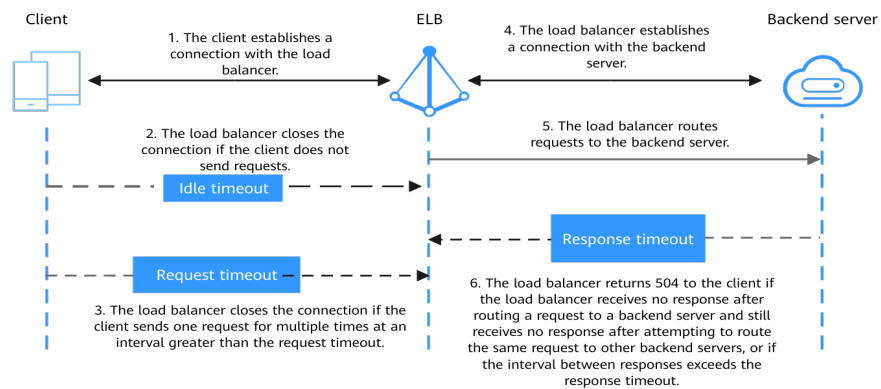 Client
ELB
Backend server
1. The client establishes a
connection with the load
balancer.
4. The load balancer establishes
a connection with the backend
server.
2. The load balancer closes the
connection if the client does not
send requests.
5. The load balancer routes
requests to the backend server.
Idle timeout
Response timeout
Request timeout
3. The load balancer closes the connection if the
client sends one request for multiple times at an
interval greater than the request timeout.
6. The load balancer returns 504 to the client if
the load balancer receives no response after
routing a request to a backend server and still
receives no response after attempting to route
the same request to other backend servers, or if
the interval between responses exceeds the
response timeout.